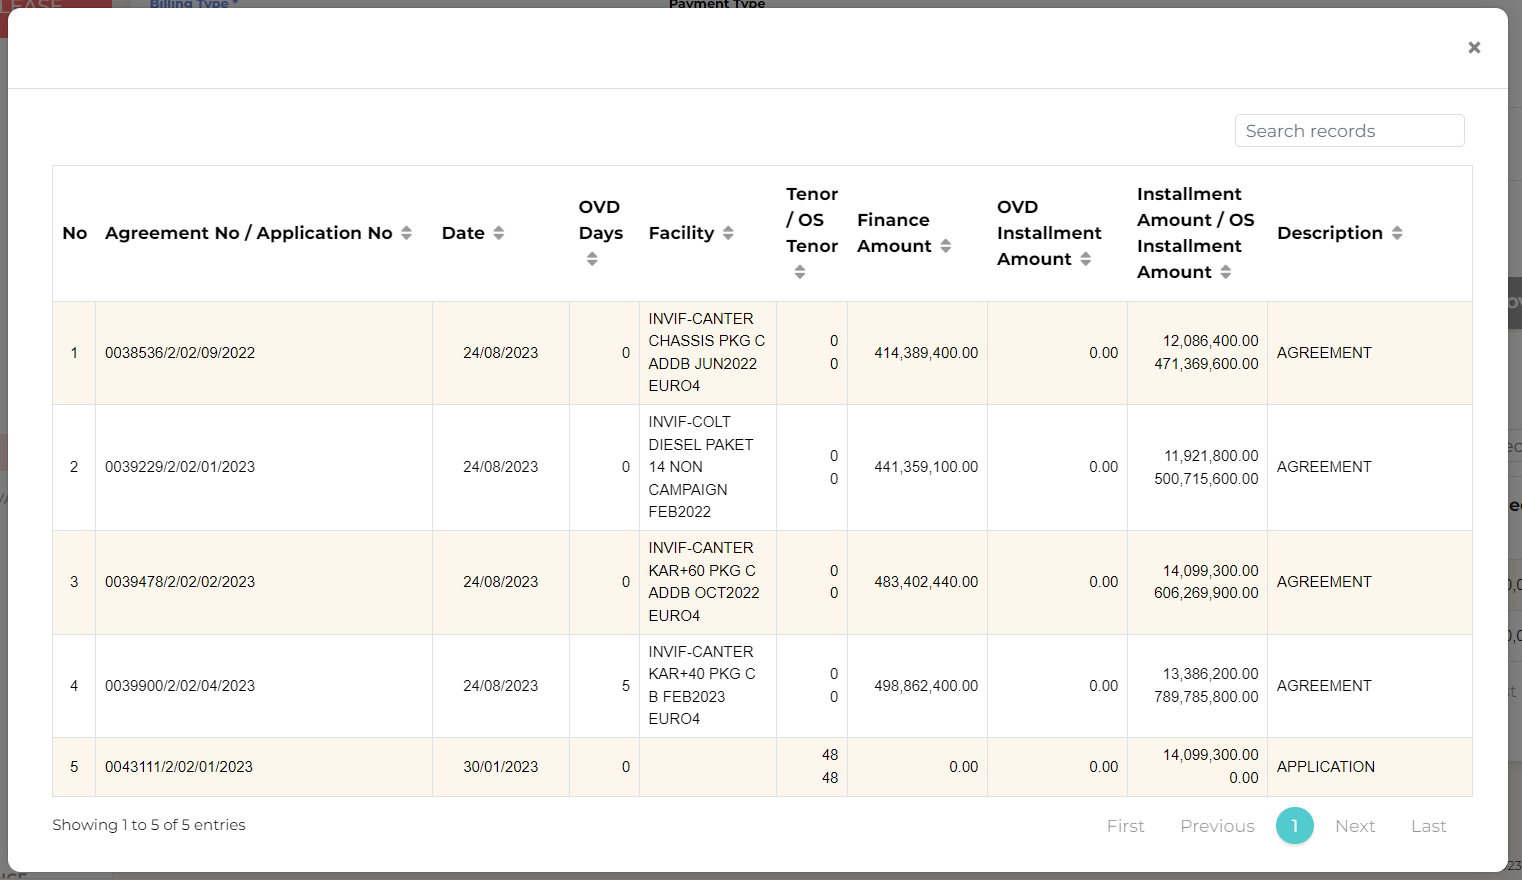 LEASE
Billing Type *
Payment Type
×
Search records
No
Agreement No / Application No
Date
OVD
Days
Facility
Tenor
/ OS
Tenor
Finance
Amount
OVD
Installment
Amount
Installment
Amount / OS
Installment
Amount
Description
1
0038536/2/02/09/2022
24/08/2023
0
INVIF-CANTER
CHASSIS PKG C
ADDB JUN2022
EURO4
0
0
414,389,400.00
0.00
12,086,400.00
471,369,600.00
AGREEMENT
2
0039229/2/02/01/2023
24/08/2023
0
INVIF-COLT
DIESEL PAKET
14 NON
CAMPAIGN
FEB2022
0
0
441,359,100.00
0.00
11,921,800.00
500,715,600.00
AGREEMENT
3
0039478/2/02/02/2023
24/08/2023
0
INVIF-CANTER
KAR+60 PKG C
ADDB OCT2022
EURO4
0
0
483,402,440.00
0.00
14,099,300.00
606,269,900.00
AGREEMENT
4
0039900/2/02/04/2023
24/08/2023
5
INVIF-CANTER
KAR+40 PKG C
B FEB2023
EURO4
0
0
498,862,400.00
0.00
13,386,200.00
789,785,800.00
AGREEMENT
5
0043111/2/02/01/2023
30/01/2023
0
48
48
0.00
0.00
14,099,300.00
0.00
APPLICATION
Showing 1 to 5 of 5 entries
First
Previous
1
Next
Last